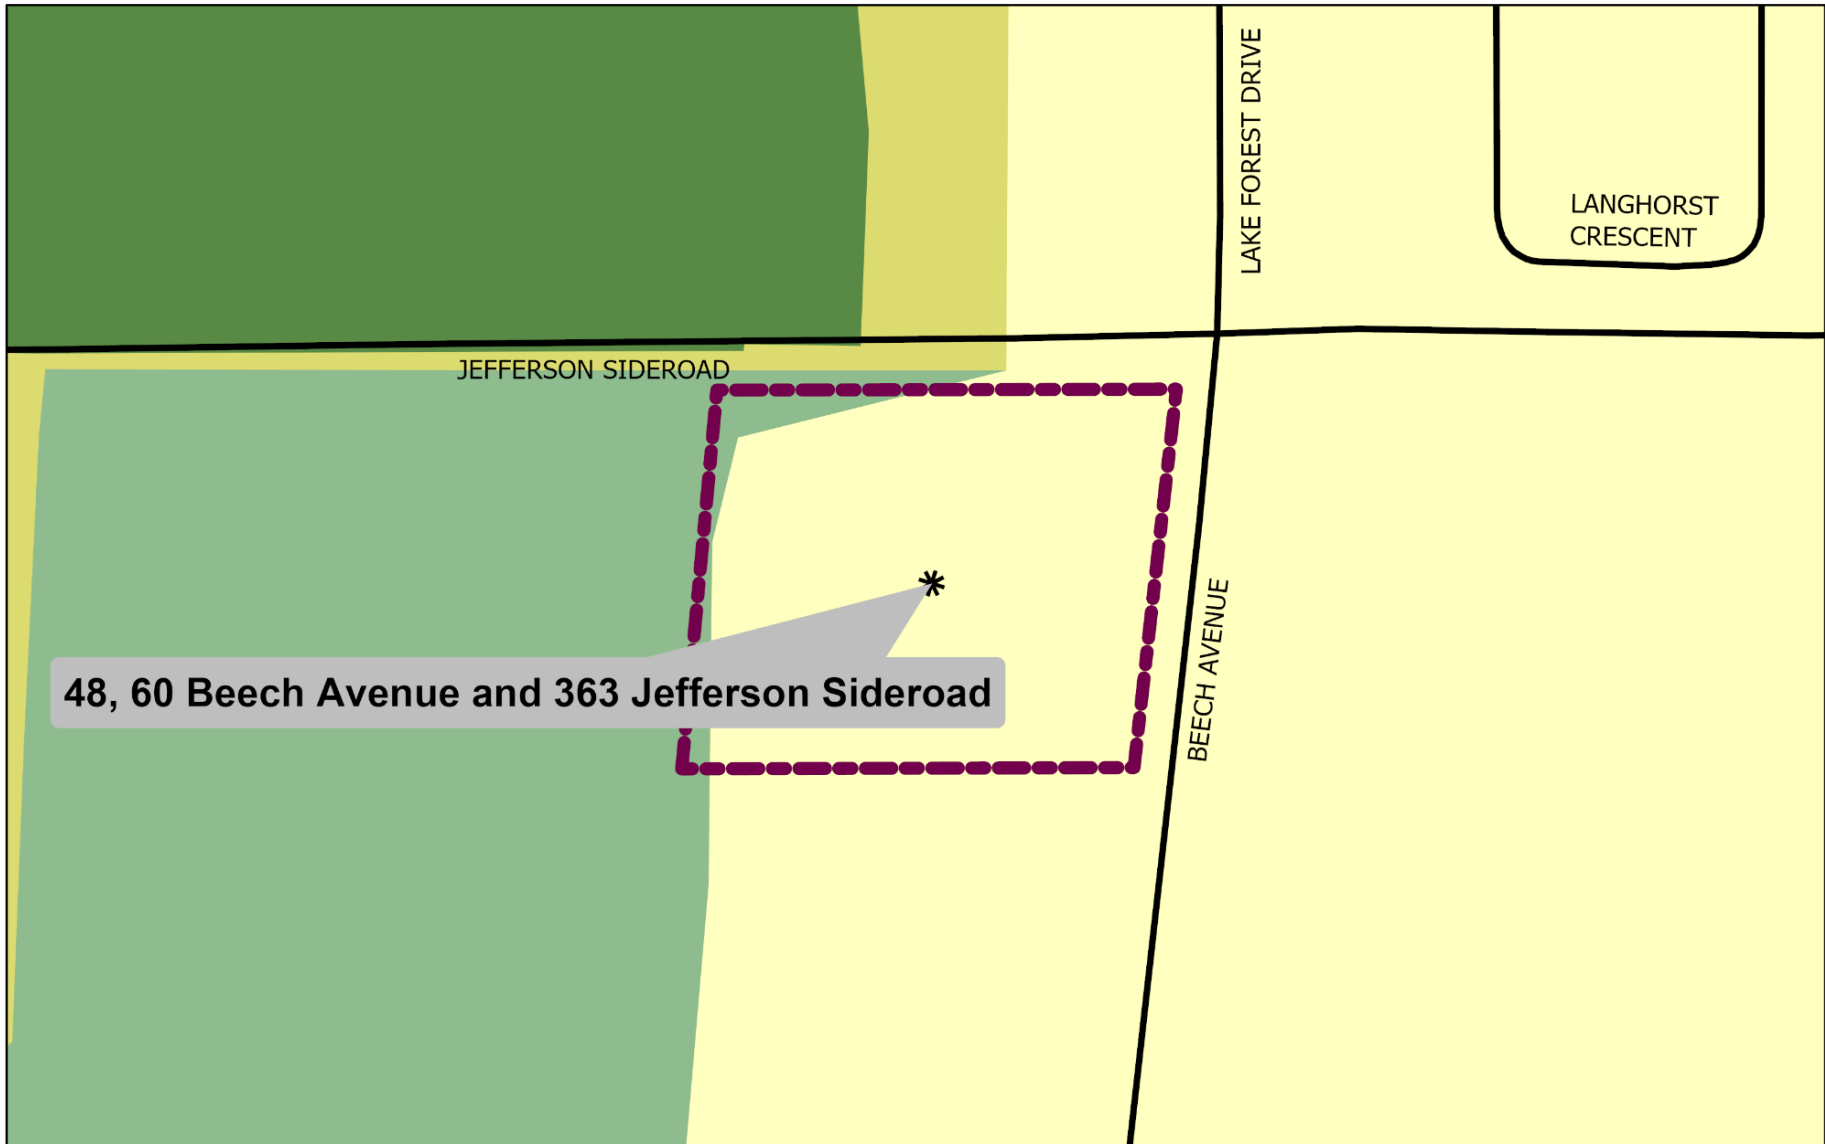 LAKE FOREST DRIVE
LANGHORST
CRESCENT
JEFFERSON SIDEROAD
BEECH AVENUE
48, 60 Beech Avenue and 363 Jefferson Sideroad